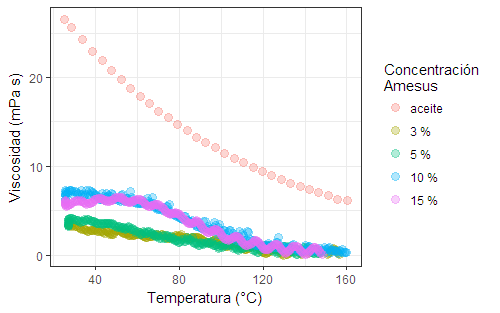 20
10
0
40
80
120
160
Viscosidad (mPa s)
Temperatura (°C)
Concentración
Amesus
aceite
3 %
5 %
10 %
15 %